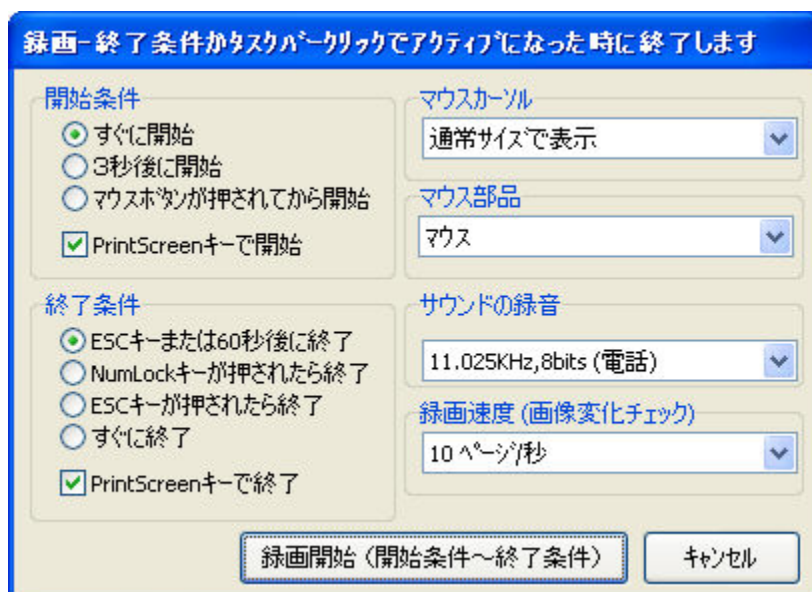 録画-終了条件かﾀｽｸﾊﾞｰｸﾘｯｸでｱｸﾃｨﾌﾞになった時に終了します
開始条件
すぐに開始
3秒後に開始
ﾏｳｽﾎﾞﾀﾝが押されてから開始
PrintScreenｷｰで開始
終了条件
ESCｷｰまたは60秒後に終了
NumLockｷｰが押されたら終了
ESCｷｰが押されたら終了
すぐに終了
PrintScreenｷｰで終了
マウスカーソル
通常ｻｲｽﾞで表示
マウス部品
ﾏｳｽ
サウンドの録音
11.025KHz,8bits (電話)
録画速度 (画像変化チェック)
10 ﾍﾟｰｼﾞ/秒
録画開始 (開始条件～終了条件)
ｷｬﾝｾﾙ